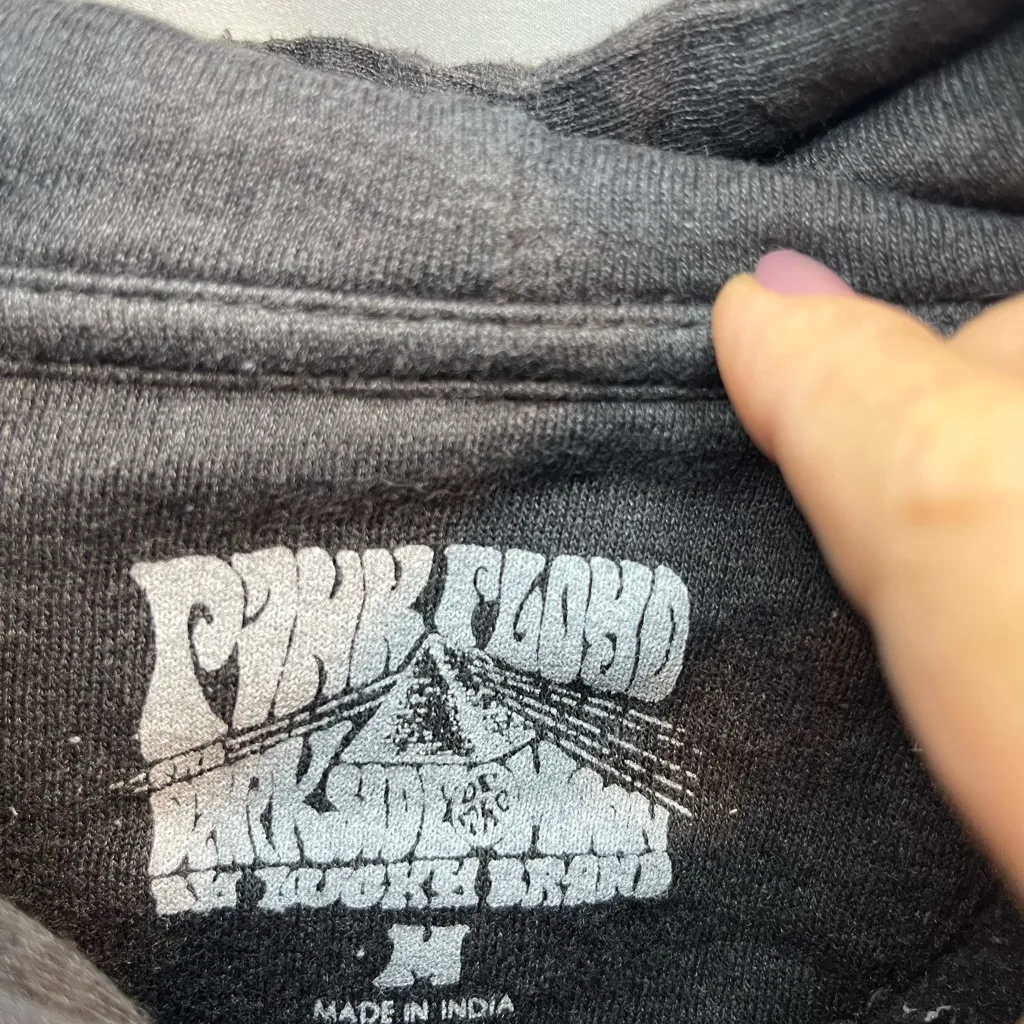 PINK FLOYD
DARK SIDE OF THE MOON
BY LUCKY BRAND
M
MADE IN INDIA